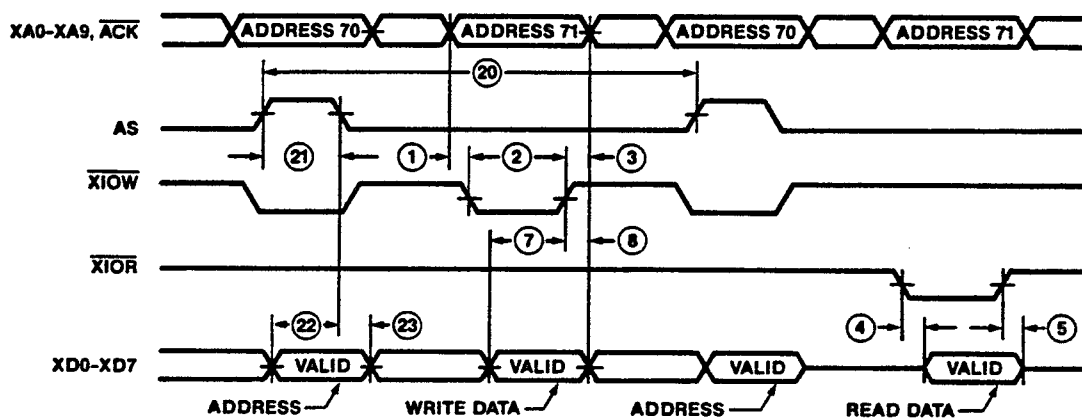 XA0–XA9, ACK
ADDRESS 70
ADDRESS 71
ADDRESS 70
ADDRESS 71
20
AS
21
1
2
3
XIOW
7
8
XIOR
4
5
22
23
XD0–XD7
VALID
VALID
VALID
VALID
ADDRESS
WRITE DATA
ADDRESS
READ DATA